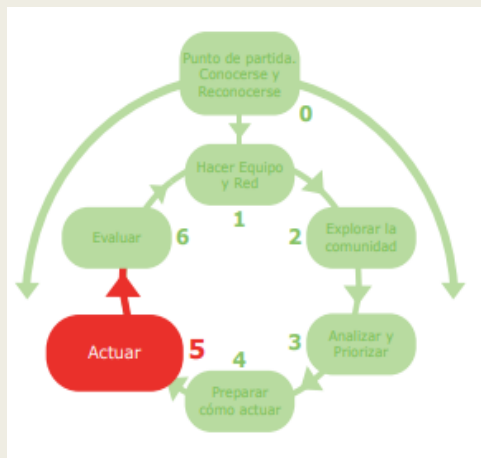 Punto de partida.
Conocerse y
Reconocerse
0
Hacer Equipo
y Red
1
2
Explorar la
comunidad
3
Analizar y
Priorizar
4
Preparar
cómo actuar
5
Actuar
6
Evaluar